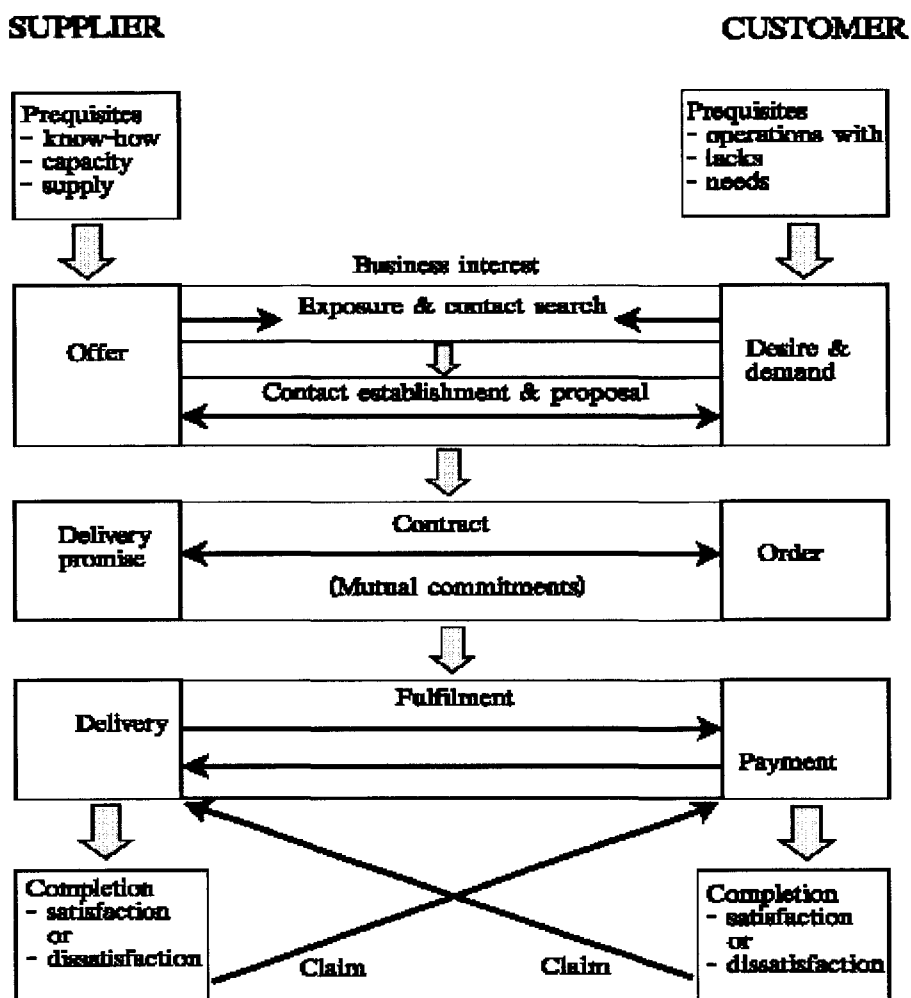 SUPPLIER
CUSTOMER
Prequisites
- know-how
- capacity
- supply
Prequisites
- operations with
- lacks
- needs
Business interest
Exposure & contact search
Offer
Desire &
demand
Contact establishment & proposal
Delivery
promise
Contract
(Mutual commitments)
Order
Fulfilment
Delivery
Payment
Completion
- satisfaction
or
- dissatisfaction
Claim
Claim
Completion
- satisfaction
or
- dissatisfaction